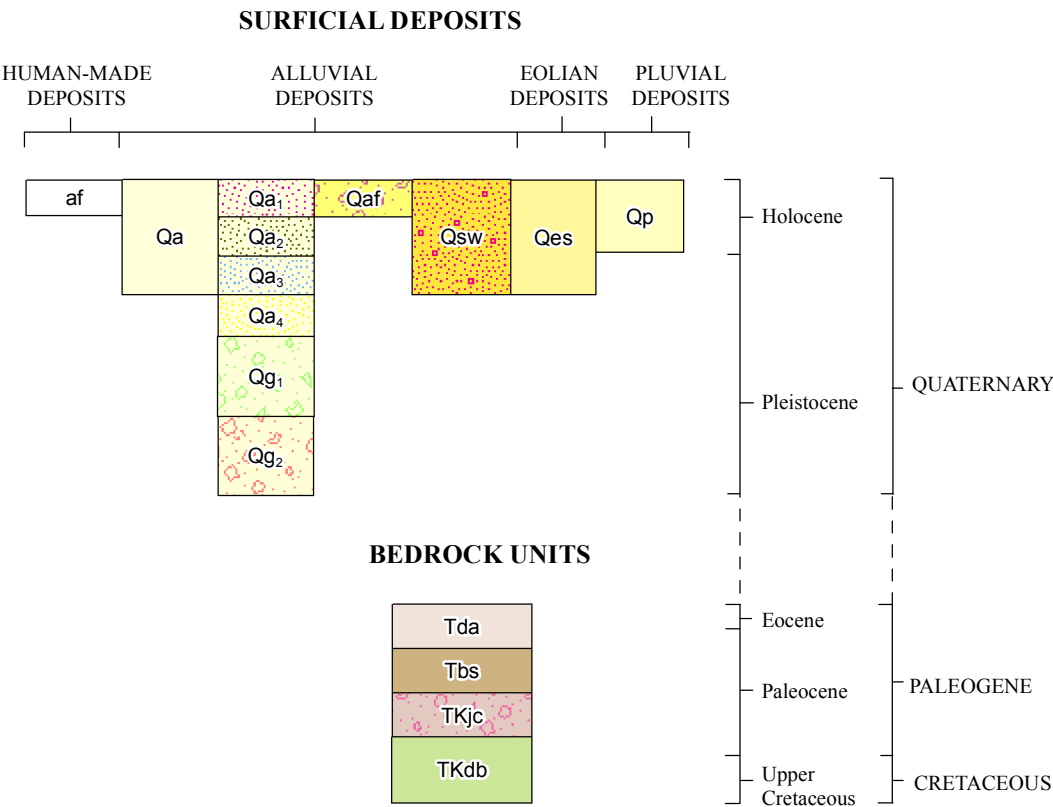 SURFICIAL DEPOSITS
HUMAN-MADE
DEPOSITS
ALLUVIAL
DEPOSITS
EOLIAN
DEPOSITS
PLUVIAL
DEPOSITS
af
Qa
Qa1
Qa2
Qa3
Qa4
Qg1
Qg2
Qaf
Qsw
Qes
Qp
Holocene
Pleistocene
QUATERNARY
BEDROCK UNITS
Tda
Tbs
TKjc
TKdb
Eocene
Paleocene
Upper
Cretaceous
PALEOGENE
CRETACEOUS